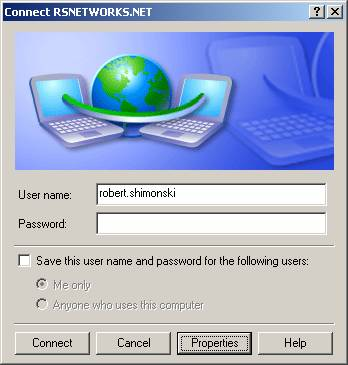 Connect RSNETWORKS.NET
User name:
robert.shimonski
Password:
Save this user name and password for the following users:
Me only
Anyone who uses this computer
Connect Cancel Properties Help